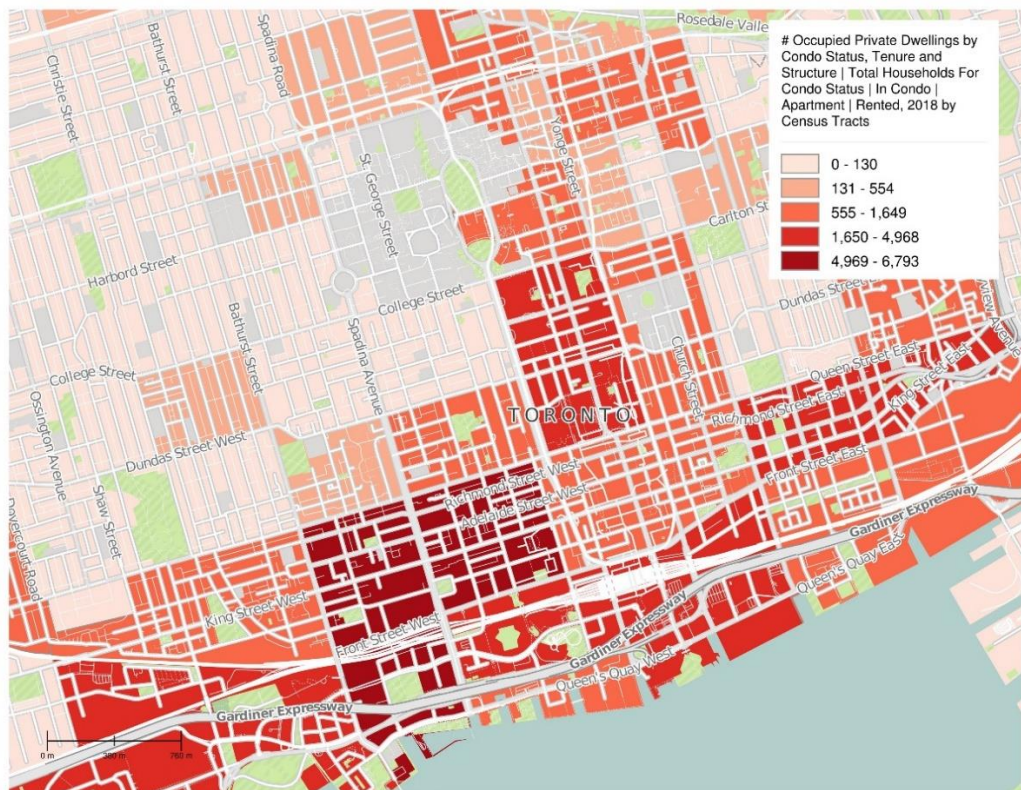 Rosedale Valle
# Occupied Private Dwellings by
Condo Status, Tenure and
Structure | Total Households For
Condo Status | In Condo |
Apartment | Rented, 2018 by
Census Tracts
0 - 130
131 - 554
555 - 1,649
1,650 - 4,968
4,969 - 6,793
Christie Street
Bathurst Street
Spadina Road
St. George Street
Yonge Street
Carlton St
Harbord Street
College Street
Dundas Street
view Avenue
Bathurst Street
Spadina Avenue
Church Street
Queen Street East
King Street East
College Street
Ossington Avenue
Richmond Street East
TORONTO
Dundas Street West
Richmond Street West
Adelaide Street West
Front Street East
Shaw Street
Dovercourt Road
Gardiner Expressway
Queen's Quay East
King Street West
Front Street West
Gardiner Expressway
Queen's Quay West
Gardiner Expressway
0 m
380 m
760 m